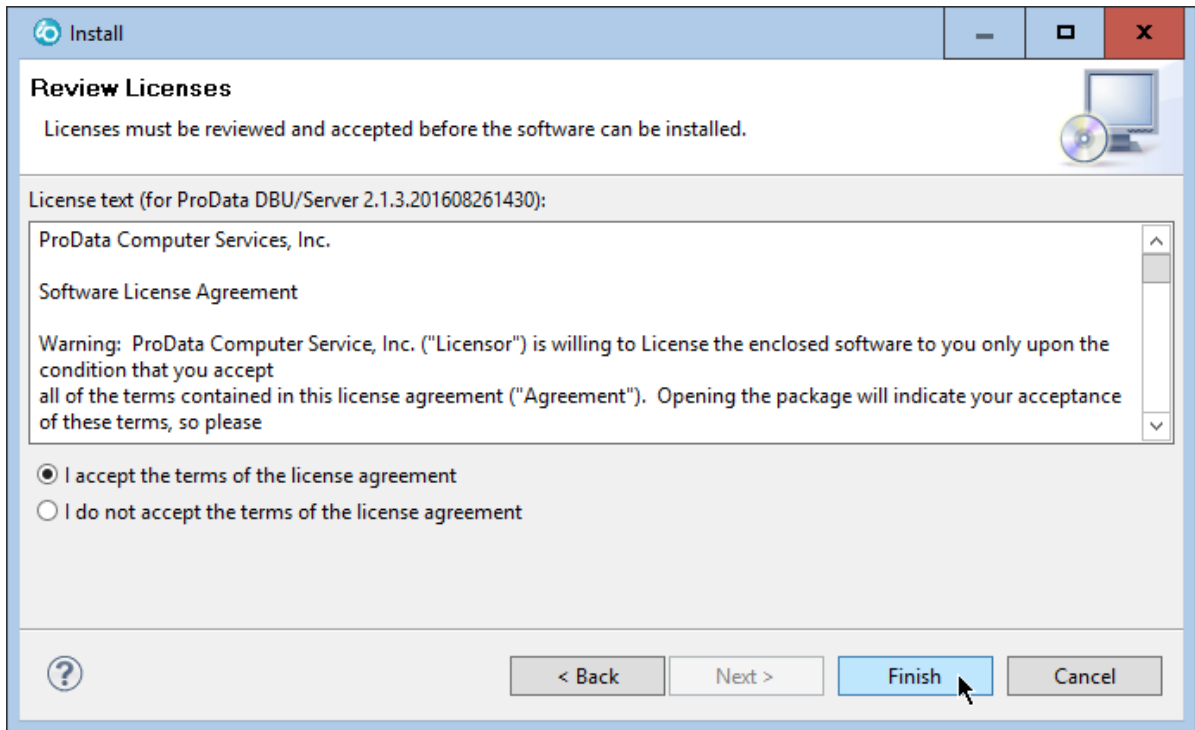 Install
Review Licenses
Licenses must be reviewed and accepted before the software can be installed.
License text (for ProData DBU/Server 2.1.3.201608261430):
ProData Computer Services, Inc.
Software License Agreement
Warning:  ProData Computer Service, Inc. ("Licensor") is willing to License the enclosed software to you only upon the
condition that you accept
all of the terms contained in this license agreement ("Agreement").  Opening the package will indicate your acceptance
of these terms, so please
I accept the terms of the license agreement
I do not accept the terms of the license agreement
< Back Next > Finish Cancel